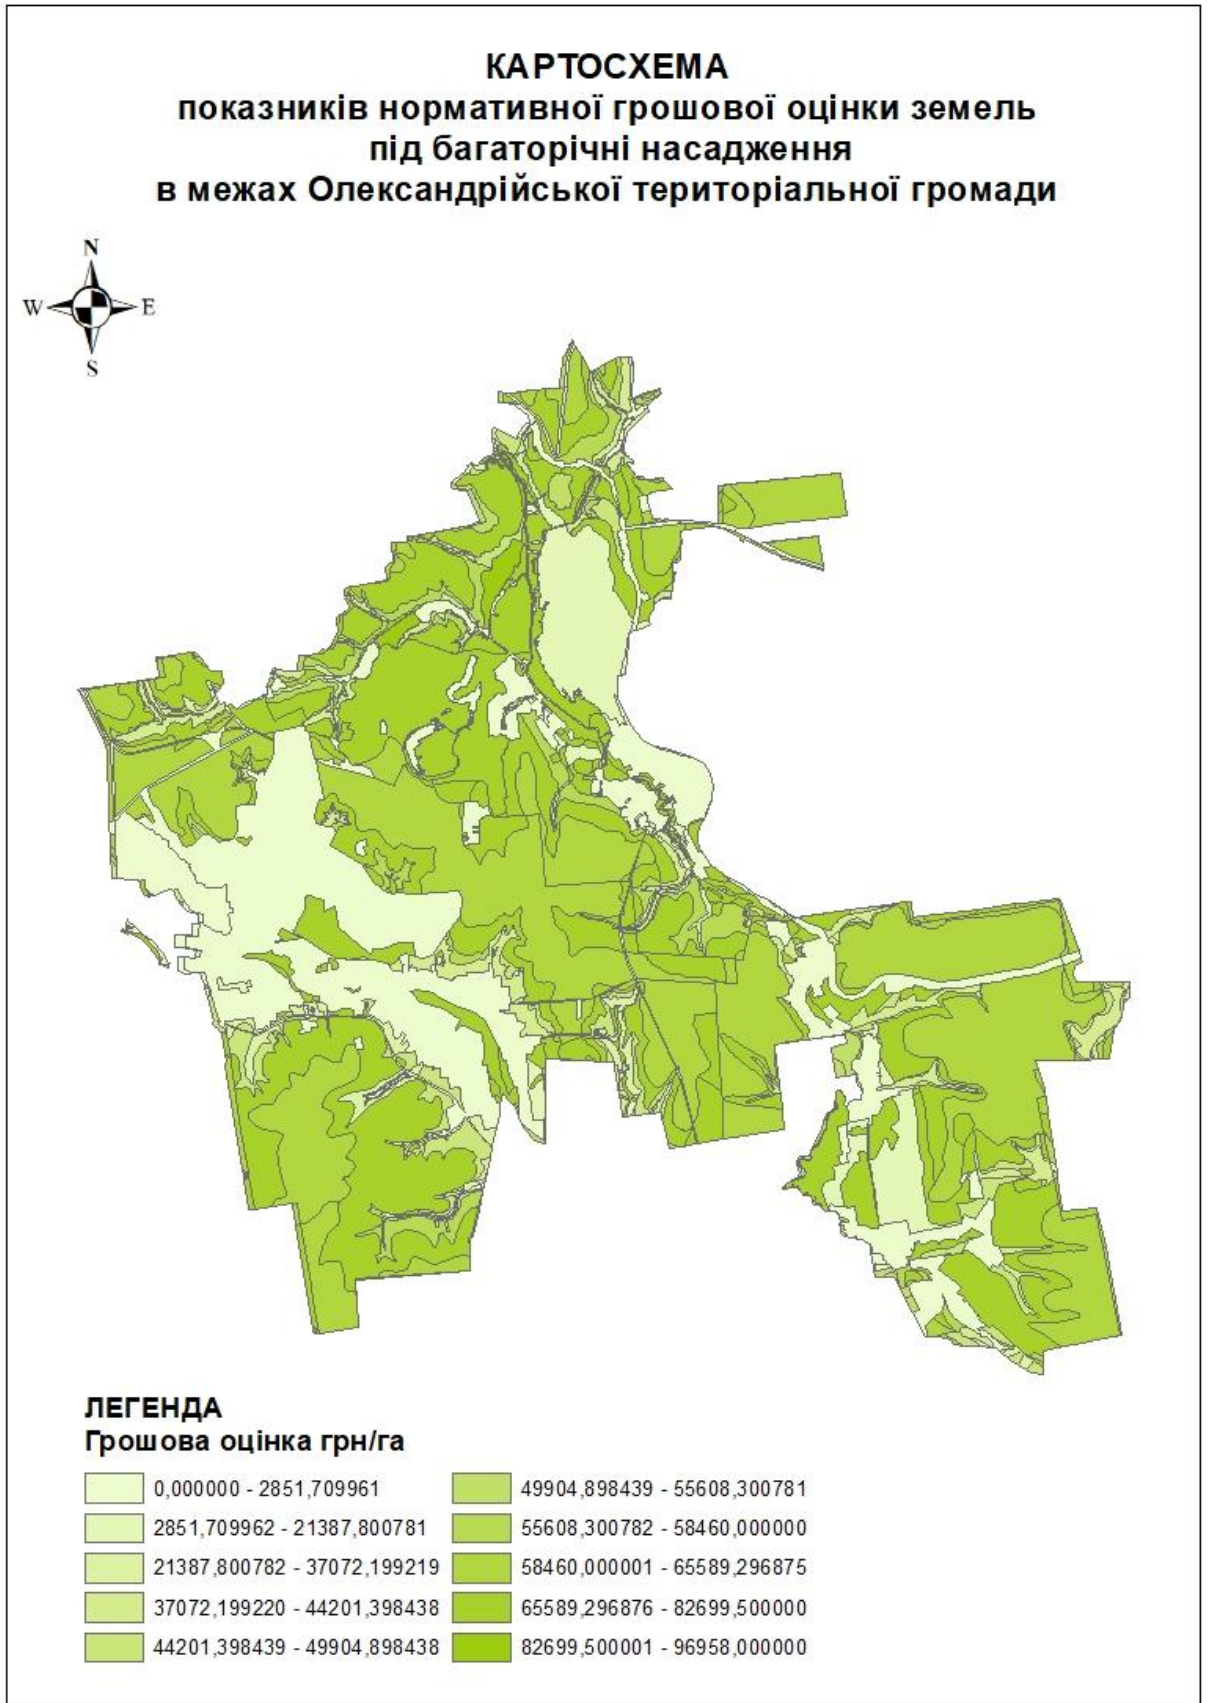 КАРТОСХЕМА
показників нормативної грошової оцінки земель
під багаторічні насадження
в межах Олександрійської територіальної громади
N
W E
S
ЛЕГЕНДА
Грошова оцінка грн/га
0,000000 - 2851,709961
2851,709962 - 21387,800781
21387,800782 - 37072,199219
37072,199220 - 44201,398438
44201,398439 - 49904,898438
49904,898439 - 55608,300781
55608,300782 - 58460,000000
58460,000001 - 65589,296875
65589,296876 - 82699,500000
82699,500001 - 96958,000000